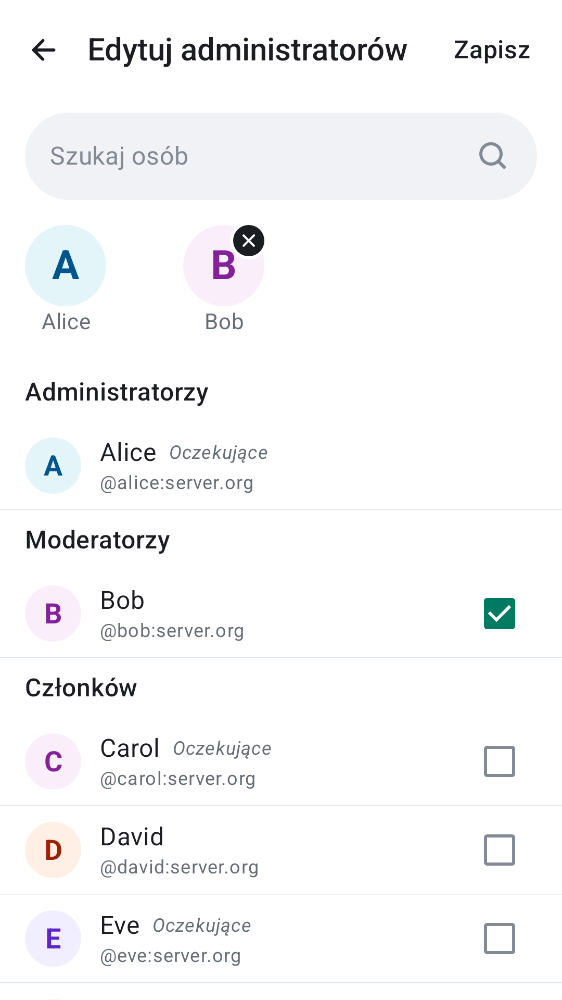 Edytuj administratorów
Zapisz
Szukaj osób
A
B
Alice
Bob
Administratorzy
A
Alice Oczekujące
@alice:server.org
Moderatorzy
B
Bob
@bob:server.org
Członków
C
Carol Oczekujące
@carol:server.org
D
David
@david:server.org
E
Eve Oczekujące
@eve:server.org